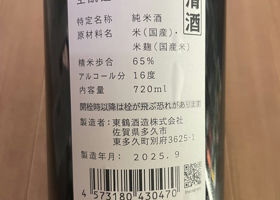 清酒
特定名称 純米酒
原材料名 米(国産)・
米麹(国産米)
精米歩合 65%
アルコール分 16度
内容量 720ml
開栓時以降は栓が飛ぶ恐れがあります
製造者：東鶴酒造株式会社
佐賀県多久市
東多久町別府3625-1
製造年月： 2025.9
4 573180 430470